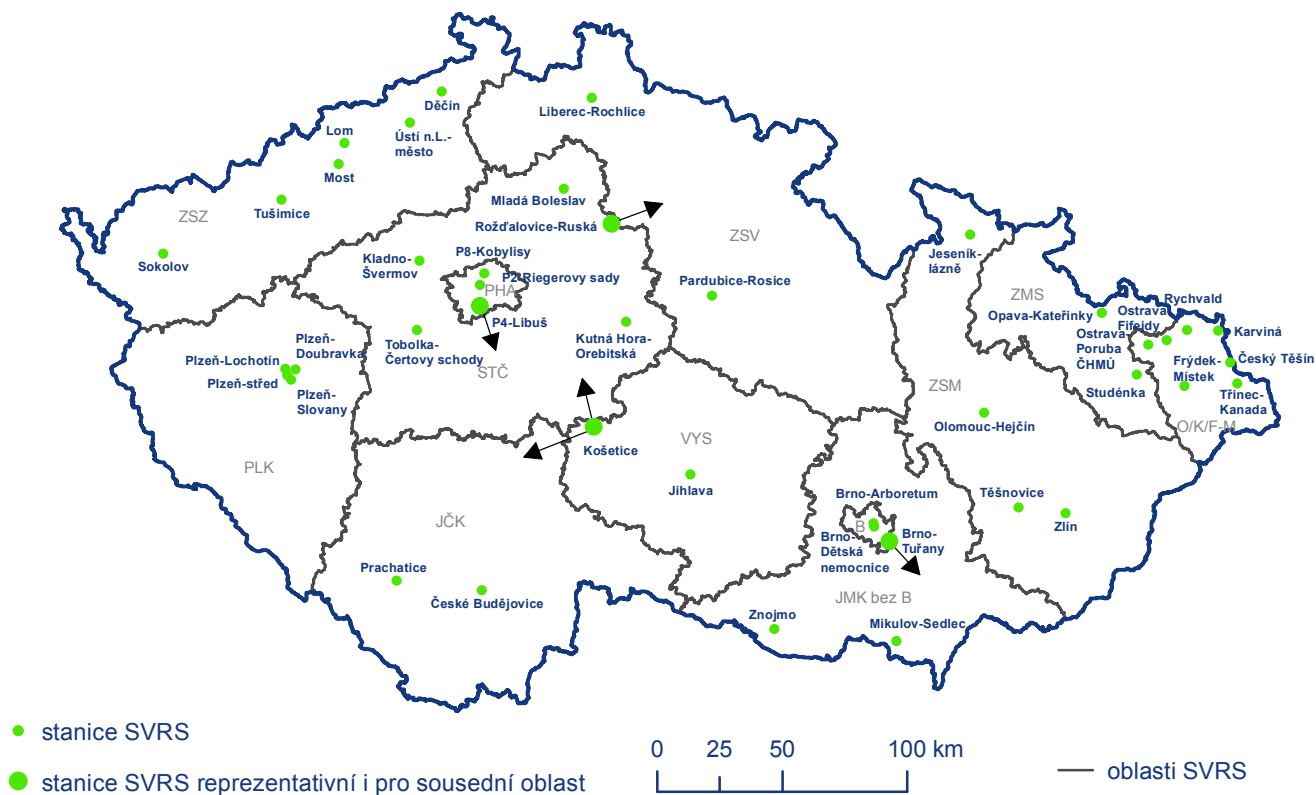 Děčín
Liberec-Rochlice
Lom
Ústí n.L.-
město
Most
Mladá Boleslav
Tušimice
ZSZ
Rožďalovice-Ruská
ZSV
Jeseník-
lázně
Sokolov
Kladno-
Švermov
P8-Kobylisy
P2-Riegerovy sady
PHA
Pardubice-Rosice
ZMS
Rychvald
Opava-Kateřinky
Ostrava
Fifejdy
P4-Libuš
Ostrava-
Poruba
ČHMÚ
Karviná
Kutná Hora-
Orebitská
Tobolka-
Čertovy schody
Plzeň-
Doubravka
Plzeň-Lochotín
Český Těšín
Frýdek-
Místek
STČ
Plzeň-střed
Plzeň-
Slovany
Studénka
Třinec-
Kanada
ZSM
Olomouc-Hejčín
O/K/F-M
VYS
Košetice
PLK
Jihlava
Brno-Arboretum
Těšnovice
Zlín
JČK
B
Brno-
Dětská
nemocnice
Brno-
Tuřany
Prachatice
České Budějovice
JMK bez B
Znojmo
Mikulov-Sedlec
stanice SVRS
stanice SVRS reprezentativní i pro sousední oblast
0 25 50 100 km
oblasti SVRS